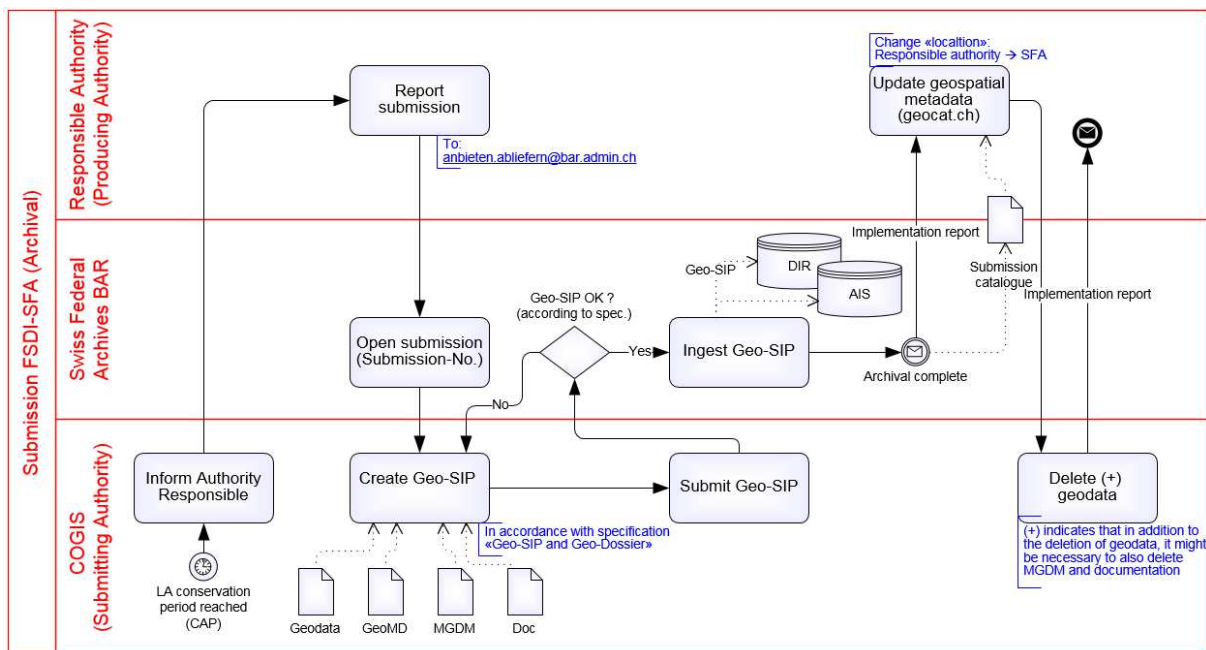 Submission FSDI-SFA (Archival)
Responsible Authority
(Producing Authority)
Report
submission
To:
anbieten.abliefern@bar.admin.ch
Change «localtion»:
Responsible authority → SFA
Update geospatial
metadata
(geocat.ch)
Swiss Federal
Archives BAR
Open submission
(Submission-No.)
Geo-SIP OK ?
(according to spec.)
Yes
No
Ingest Geo-SIP
Geo-SIP
DIR
AIS
Archival complete
Implementation report
Submission
catalogue
Implementation report
COGIS
(Submitting Authority)
Inform Authority
Responsible
LA conservation
period reached
(CAP)
Create Geo-SIP
In accordance with specification
«Geo-SIP and Geo-Dossier»
Geodata
GeoMD
MGDM
Doc
Submit Geo-SIP
Delete (+)
geodata
(+) indicates that in addition to
the deletion of geodata, it might
be necessary to also delete
MGDM and documentation